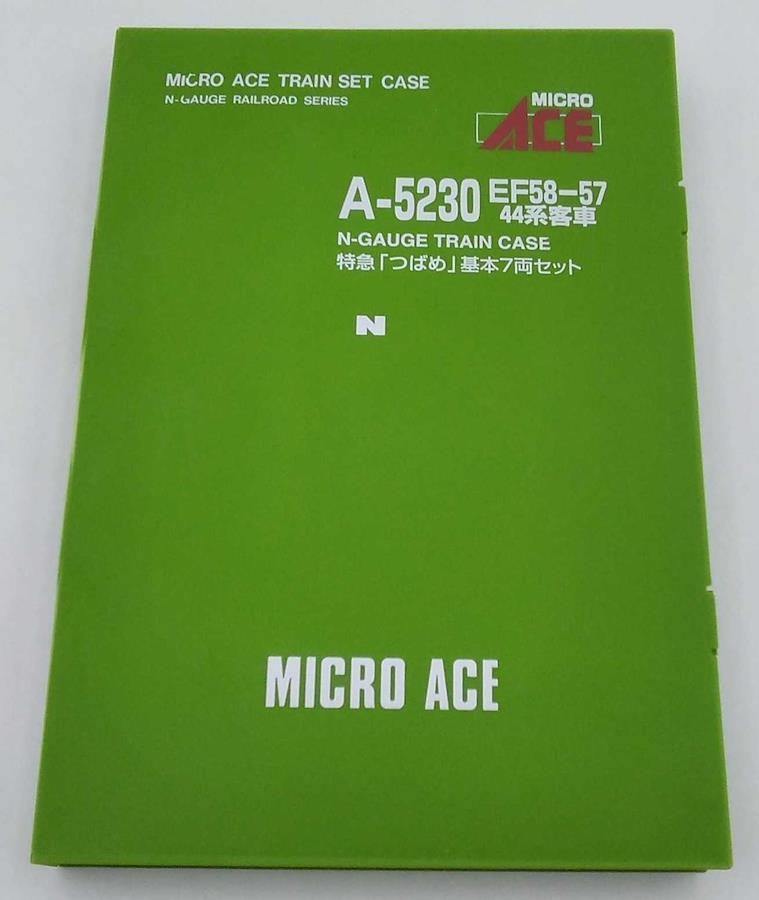 MICRO ACE TRAIN SET CASE
N-GAUGE RAILROAD SERIES
MICRO
ACE
A-5230 EF58-57
44系客車
N-GAUGE TRAIN CASE
特急「つばめ」基本7両セット
N
MICRO ACE